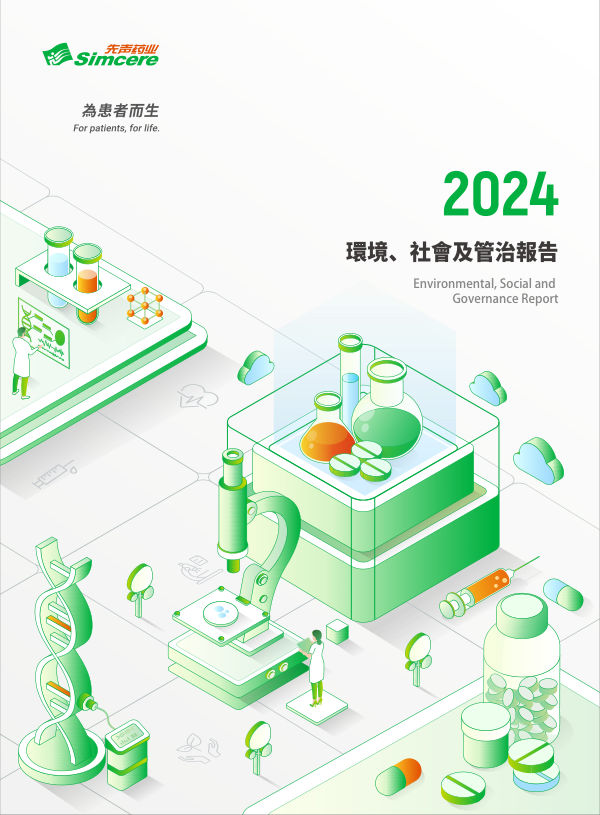 先声药业
Simcere
為患者而生
For patients, for life.
2024
環境、社會及管治報告
Environmental, Social and
Governance Report